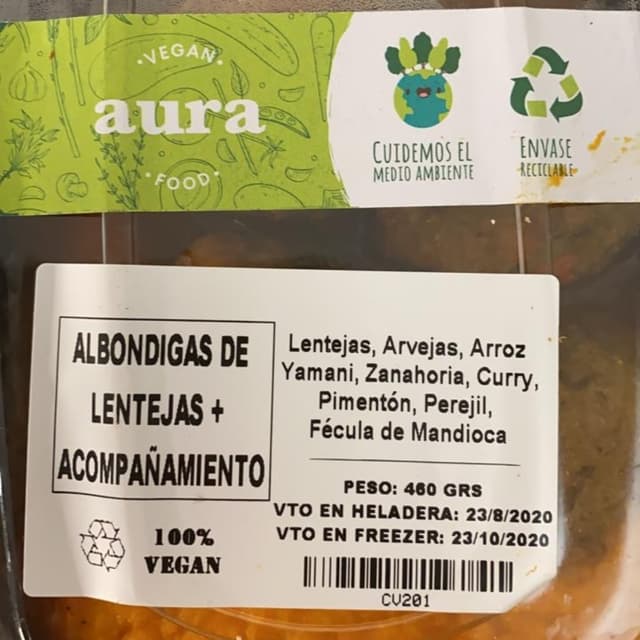 ·VEGAN·
aura
·FOOD·
CUIDEMOS EL
MEDIO AMBIENTE
ENVASE
RECICLABLE
ALBONDIGAS DE
LENTEJAS +
ACOMPAÑAMIENTO
100%
VEGAN
Lentejas, Arvejas, Arroz
Yamani, Zanahoria, Curry,
Pimentón, Perejil,
Fécula de Mandioca
PESO: 460 GRS
VTO EN HELADERA: 23/8/2020
VTO EN FREEZER: 23/10/2020
CV201